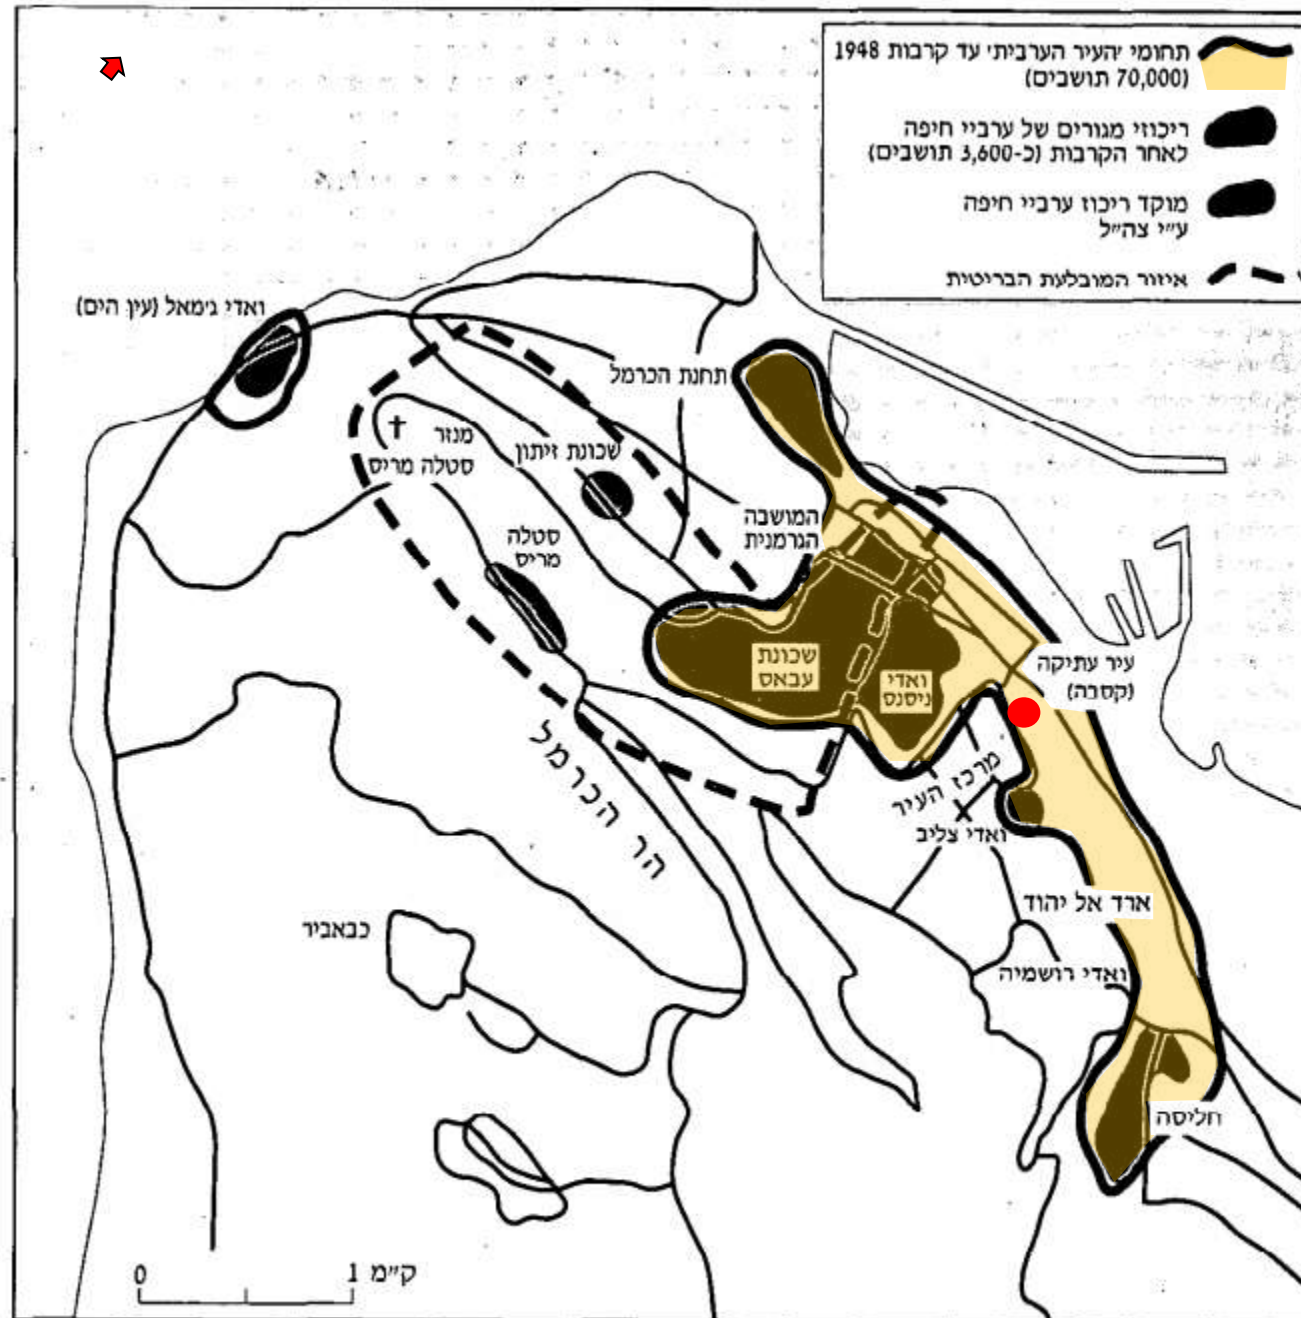 תחומי 'העיר הערבית' עד קרבות 1948
(70,000 תושבים)
ריכוזי מגורים של ערביי חיפה
לאחר הקרבות (כ-3,600 תושבים)
מוקד ריכוז ערביי חיפה
ע״י צה״ל
איזור המובלעת הבריטית
ואדי ג'מאל (עין הים)
תחנת הכרמל
מנזר
סטלה מריס
שכונת זיתון
המושבה
הגרמנית
סטלה
מריס
שכונת
עבאס
ואדי
ניסנס
עיר עתיקה
(קסבה)
הר הכרמל
מרכז העיר
ואדי צליב
ארד אל יהוד
כבאביר
ואדי רושמיה
חליסה
0 1 ק״מ